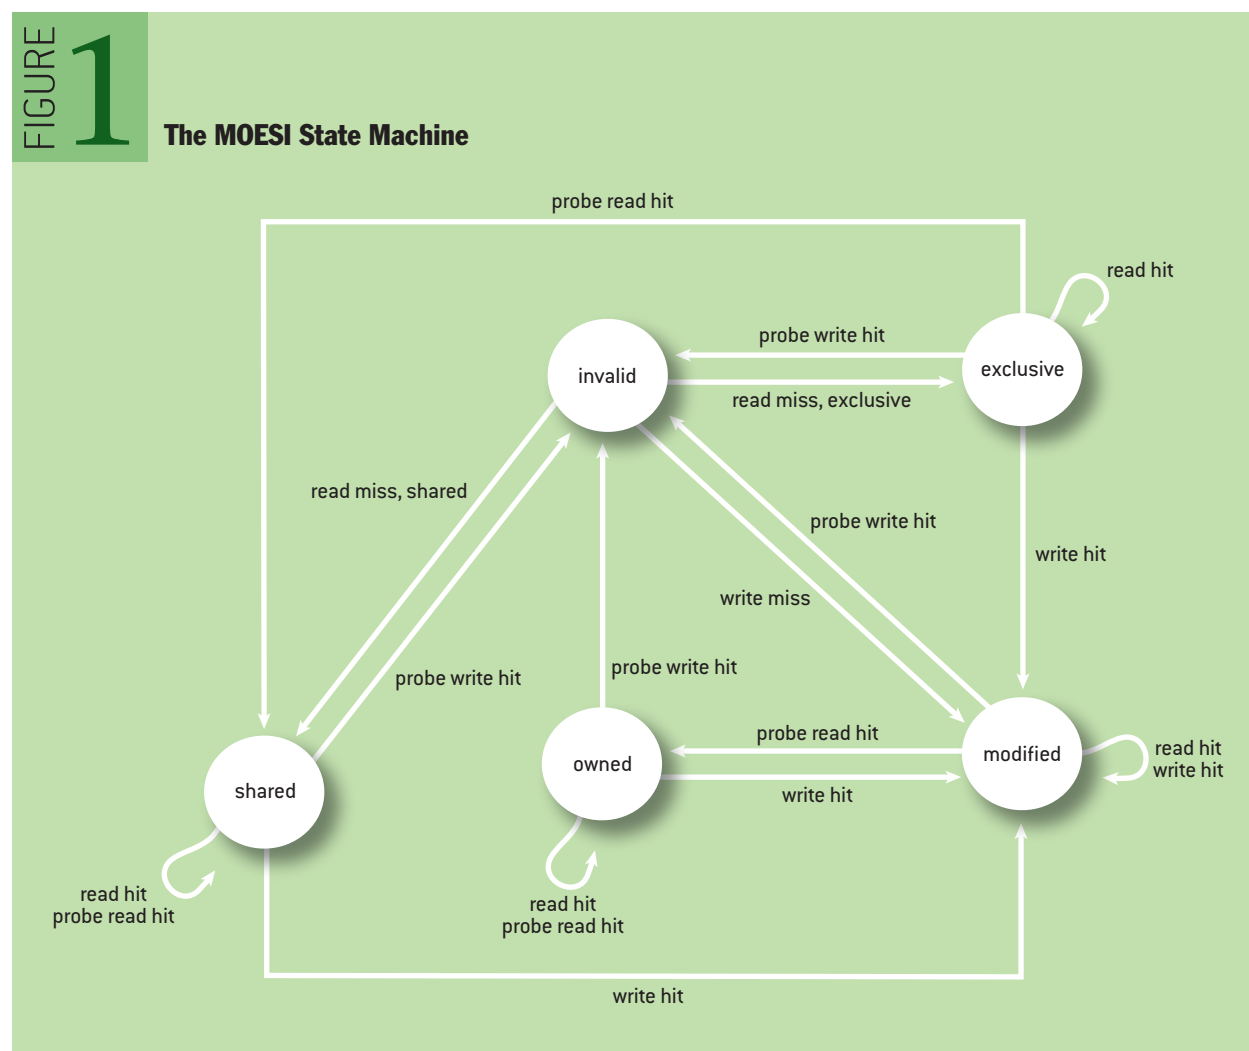 FIGURE 1
The MOESI State Machine
probe read hit
read hit
probe write hit
invalid
exclusive
read miss, exclusive
read miss, shared
probe write hit
write hit
write miss
probe write hit
probe write hit
probe read hit
owned
modified
read hit
write hit
shared
write hit
read hit
probe read hit
read hit
probe read hit
write hit